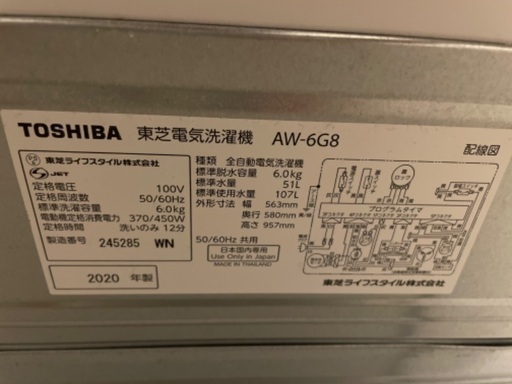 TOSHIBA 東芝電気洗濯機 AW-6G8
配線図
東芝ライフスタイル株式会社
JET
定格電圧 100V
定格周波数 50/60Hz
標準洗濯容量 6.0kg
電動機定格消費電力 370/450W
定格時間 洗いのみ 12分
製造番号 245285 WN
2020 年製
種類 全自動電気洗濯機
標準脱水容量 6.0kg
標準水量 51L
標準使用水量 107L
外形寸法 幅 563mm
奥行 580mm
高さ 957mm
50/60Hz 共用
日本国内専用
Use Only in Japan
MADE IN THAILAND
プログラムタイマ
東芝ライフスタイル株式会社